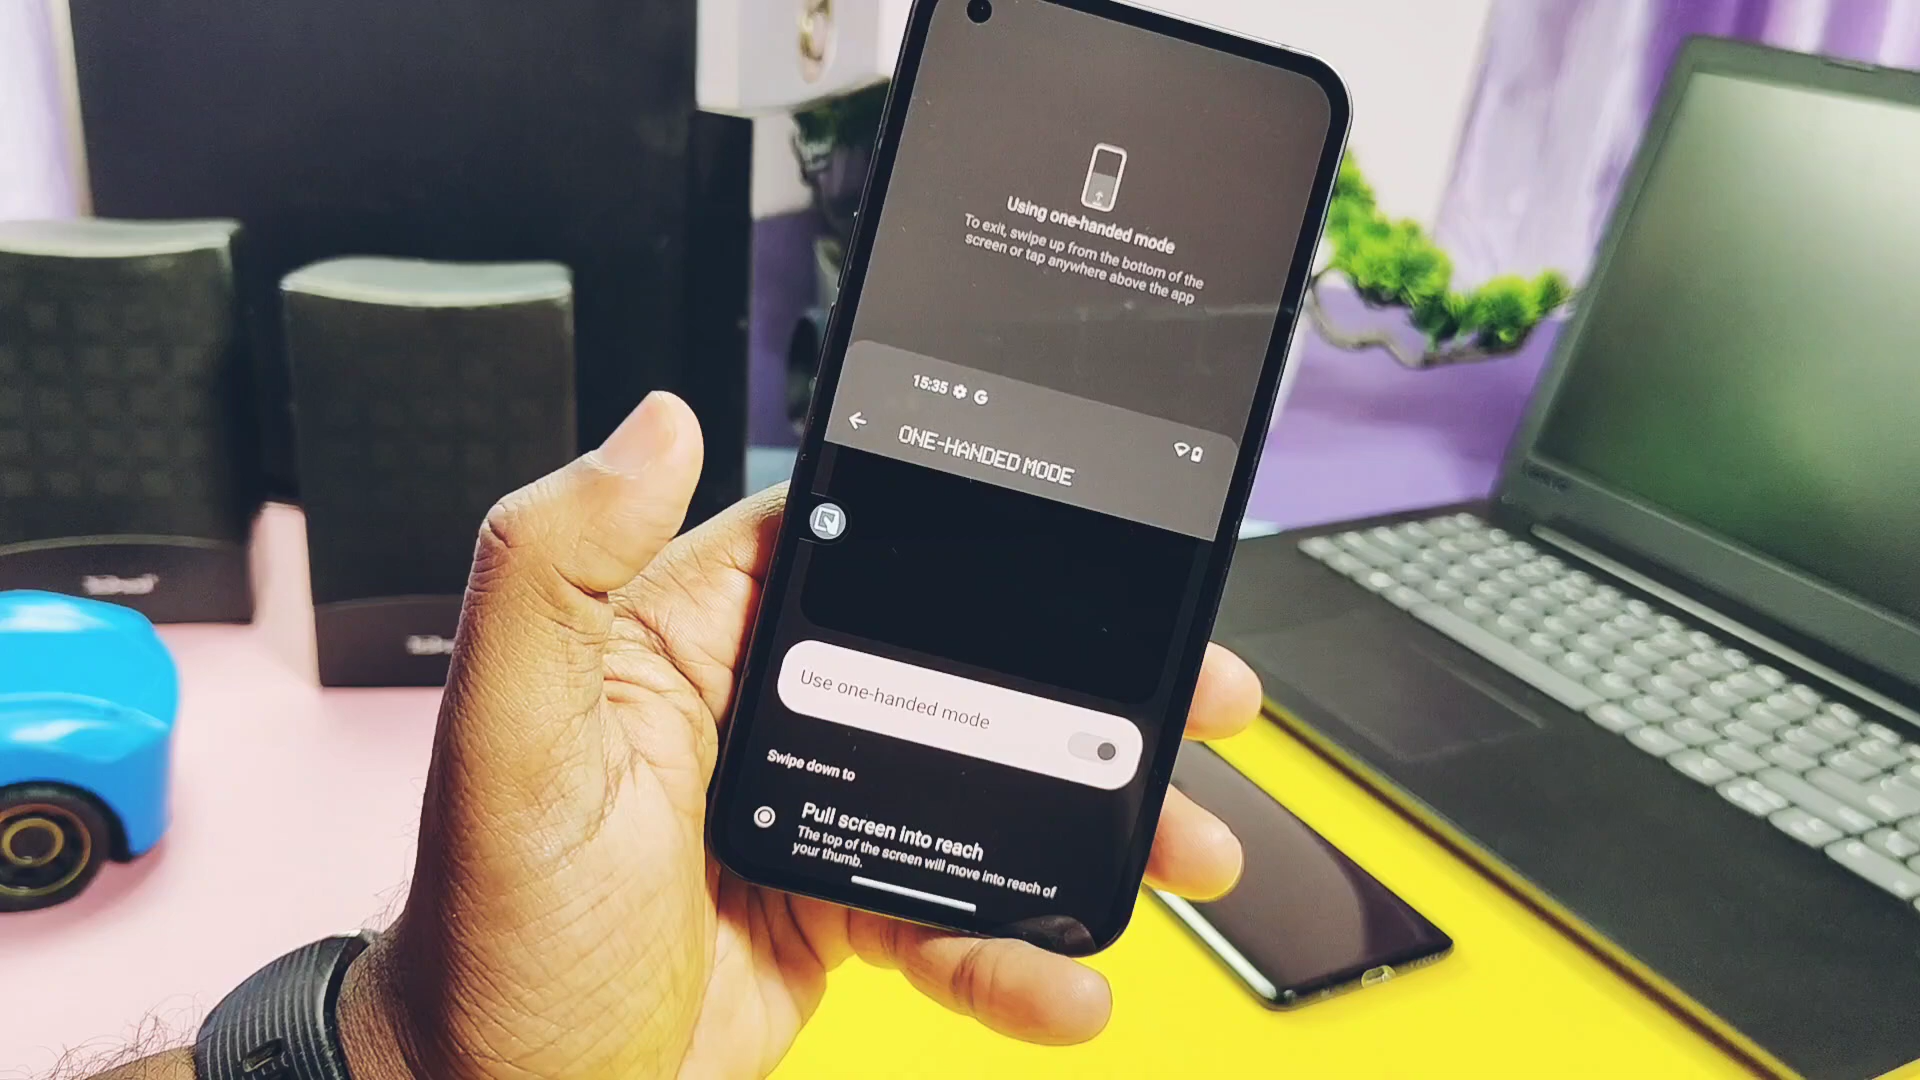 Using one-handed mode
To exit, swipe up from the bottom of the
screen or tap anywhere above the app
15:35
ONE-HANDED MODE
Use one-handed mode
Swipe down to
Pull screen into reach
The top of the screen will move into reach of
your thumb.